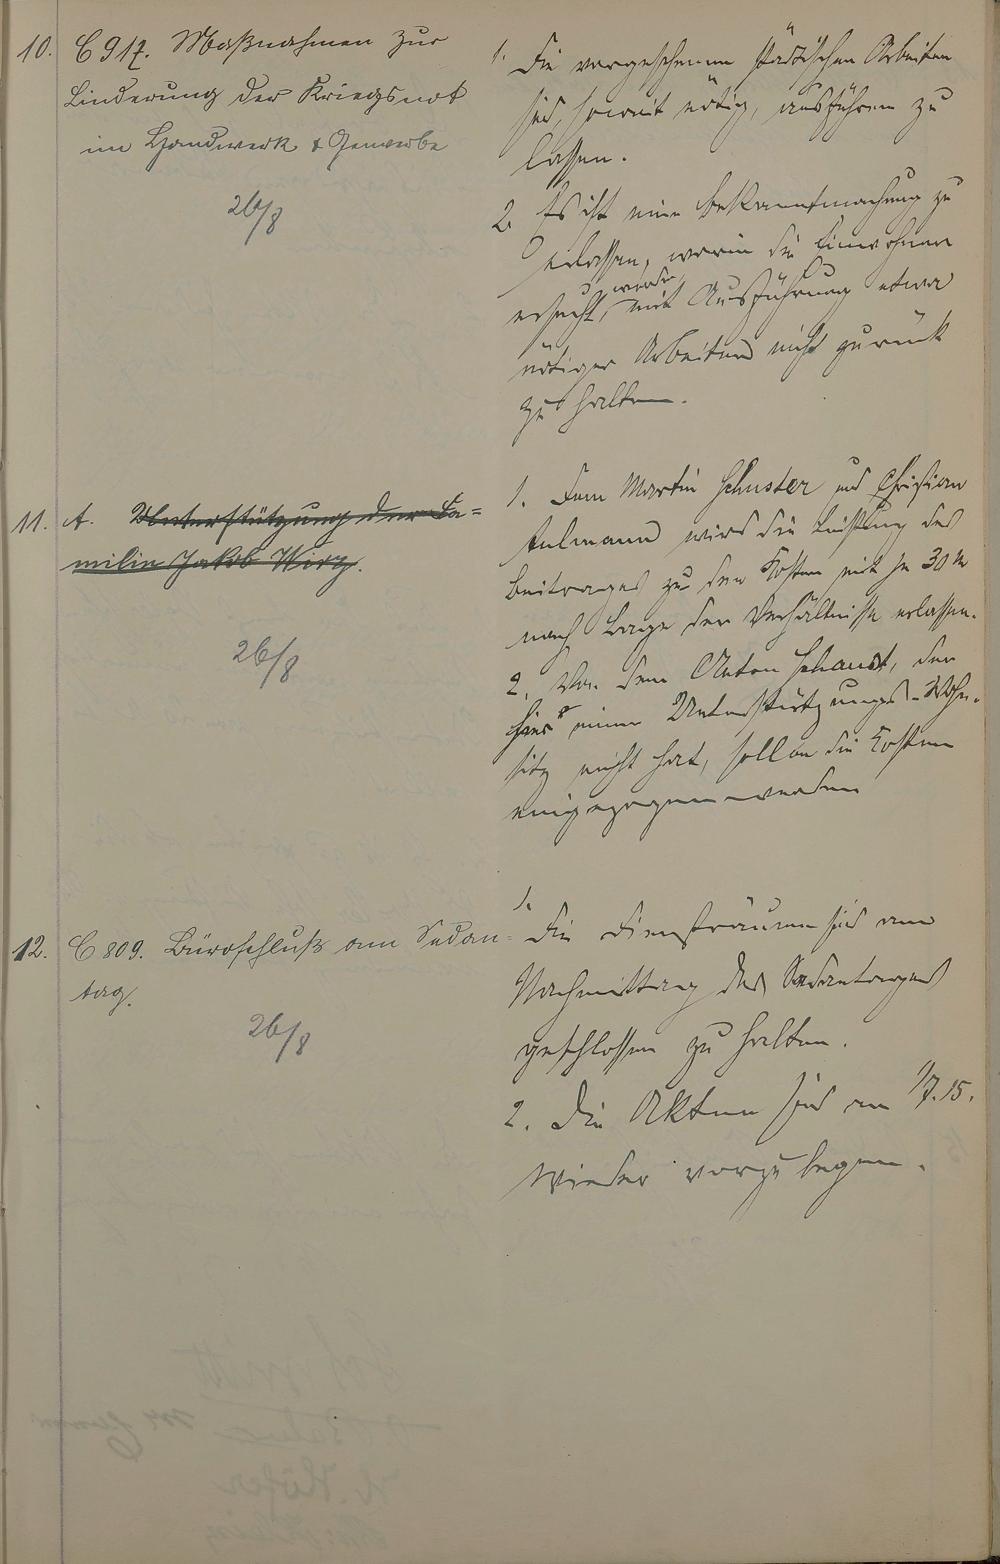 10. C 917. Maßnahmen zur
Linderung der Kriegsnot
im Handwerk & Gewerbe
26/8
1. Die vorgesehenen städtischen Arbeiten
sind, soweit nötig, ausführen zu
lassen.
2. Es ist eine Bekanntmachung zu
erlassen, worin die Einwohner
ersucht werden, mit Ausführung etwa
nötiger Arbeiten nicht zurück
zu halten.
11. A. Unterstützung der Fa=
milie Jakob Wirz.
26/8
1. Dem Martin Schuster und Christian
wird die Leistung des
Beitrages zu den Kosten mit je 30 M
nach Lage der Verhältnisse erlassen.
2. Von dem Anton Schaust, der
hier einen Unterstützungs-Wohn-
sitz nicht hat, sollen die Kosten
eingezogen werden
12. C 809. Büroschluß am Sedan-
tag.
26/8
1. Die Diensträume sind am
Nachmittag des Sedantages
geschlossen zu halten.
2. Die Akten sind am 1/7.15.
wieder vorzulegen.